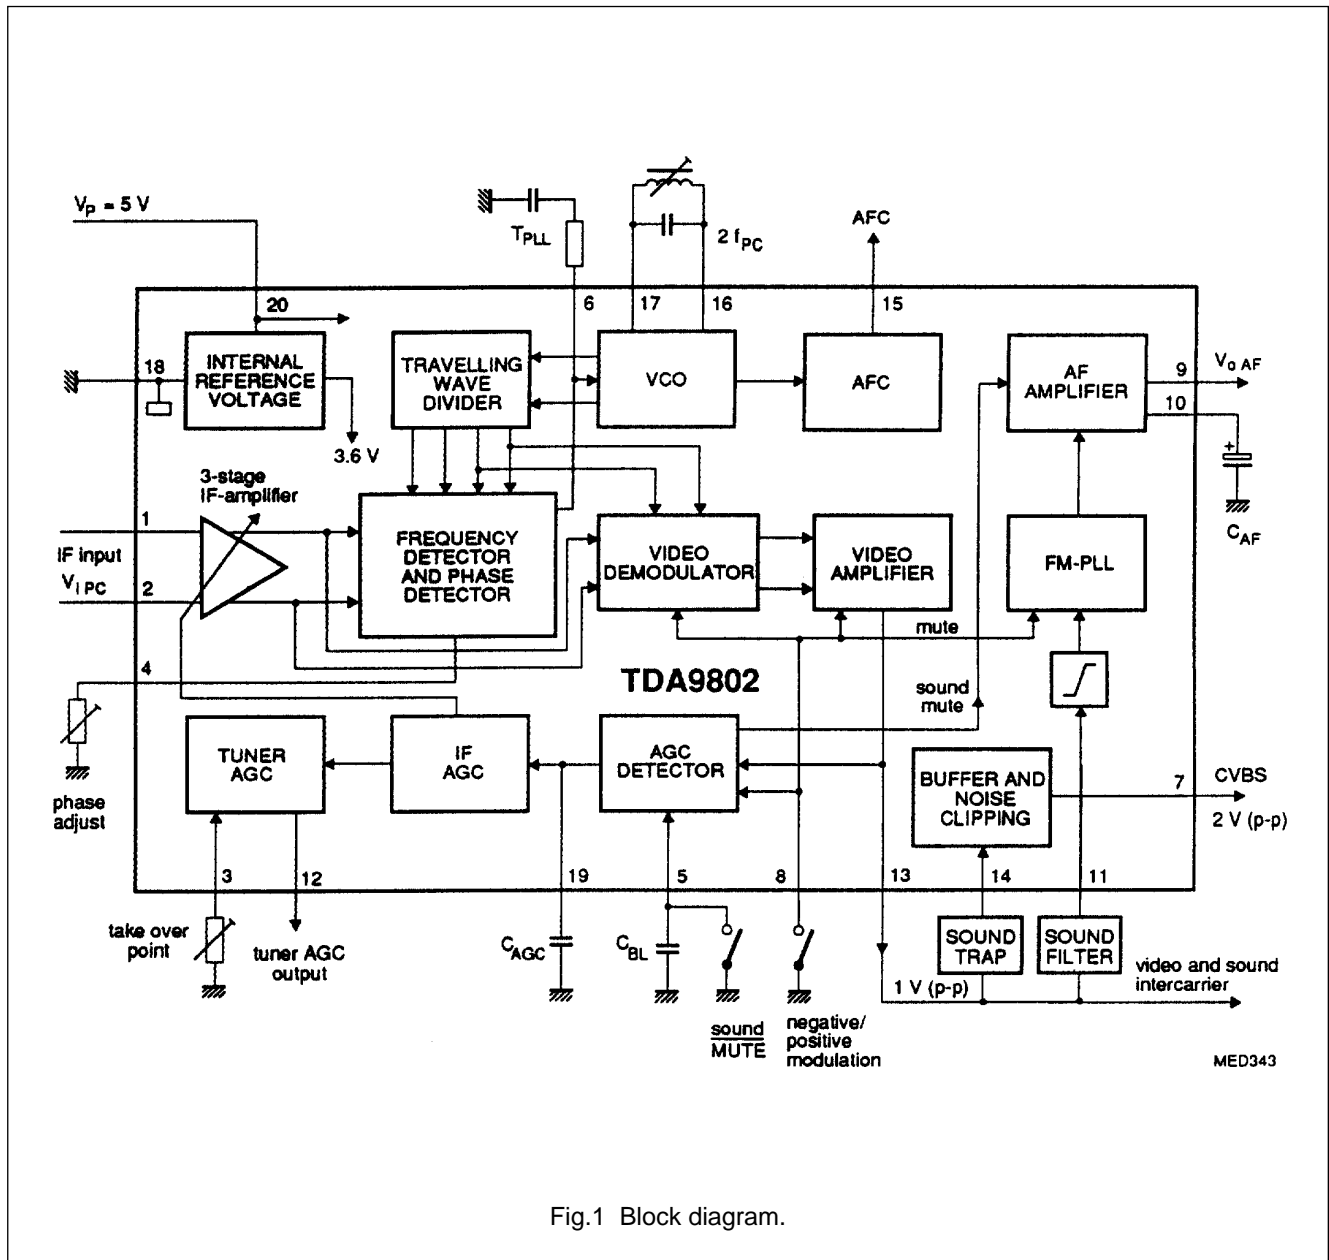 V_P = 5 V
T_PLL
2 f_PC
AFC
20
6
17
16
15
18
INTERNAL
REFERENCE
VOLTAGE
TRAVELLING
WAVE
DIVIDER
VCO
AFC
AF
AMPLIFIER
9
V_o AF
10
3.6 V
3-stage
IF-amplifier
1
IF input
V_i PC
2
FREQUENCY
DETECTOR
AND PHASE
DETECTOR
VIDEO
DEMODULATOR
VIDEO
AMPLIFIER
FM-PLL
+
C_AF
mute
4
TDA9802
sound
mute
phase
adjust
TUNER
AGC
IF
AGC
AGC
DETECTOR
BUFFER AND
NOISE
CLIPPING
7
CVBS
2 V (p-p)
3
12
19
5
8
13
14
11
take over
point
tuner AGC
output
C_AGC
C_BL
sound
MUTE
negative/
positive
modulation
SOUND
TRAP
SOUND
FILTER
1 V (p-p)
video and sound
intercarrier
MED343
Fig.1 Block diagram.